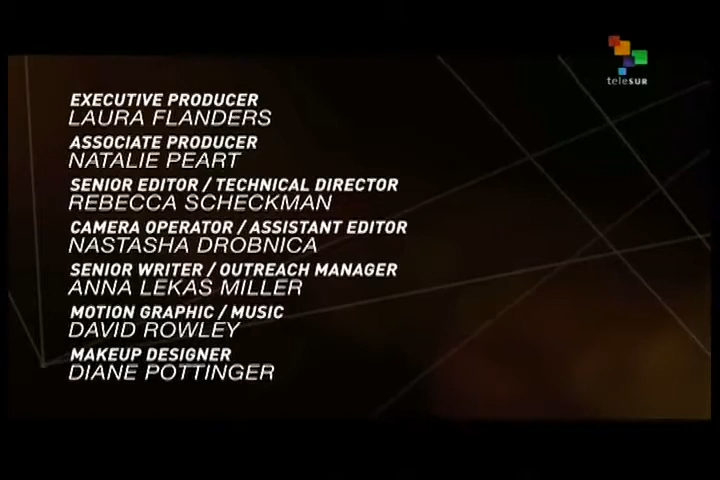 teleSUR
EXECUTIVE PRODUCER
LAURA FLANDERS
ASSOCIATE PRODUCER
NATALIE PEART
SENIOR EDITOR / TECHNICAL DIRECTOR
REBECCA SCHECKMAN
CAMERA OPERATOR / ASSISTANT EDITOR
NASTASHA DROBNICA
SENIOR WRITER / OUTREACH MANAGER
ANNA LEKAS MILLER
MOTION GRAPHIC / MUSIC
DAVID ROWLEY
MAKEUP DESIGNER
DIANE POTTINGER